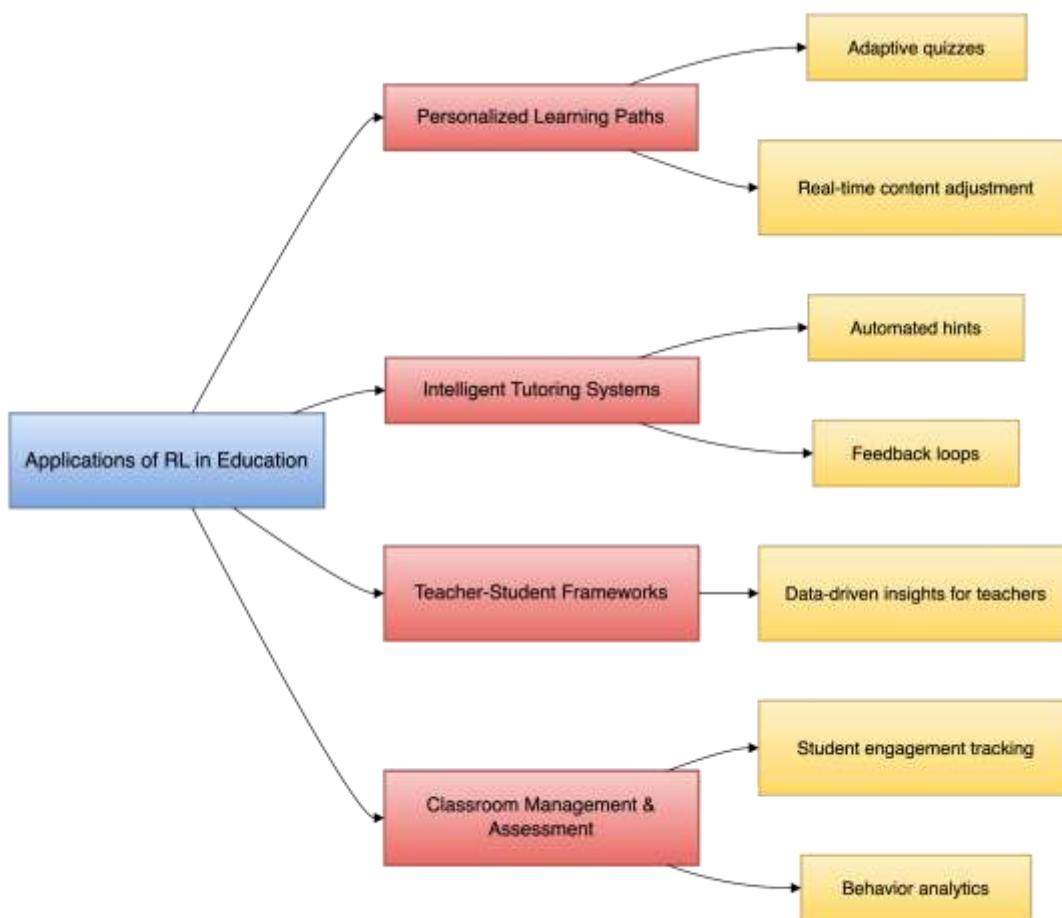 Applications of RL in Education
Personalized Learning Paths
Adaptive quizzes
Real-time content adjustment
Intelligent Tutoring Systems
Automated hints
Feedback loops
Teacher-Student Frameworks
Data-driven insights for teachers
Classroom Management &
Assessment
Student engagement tracking
Behavior analytics